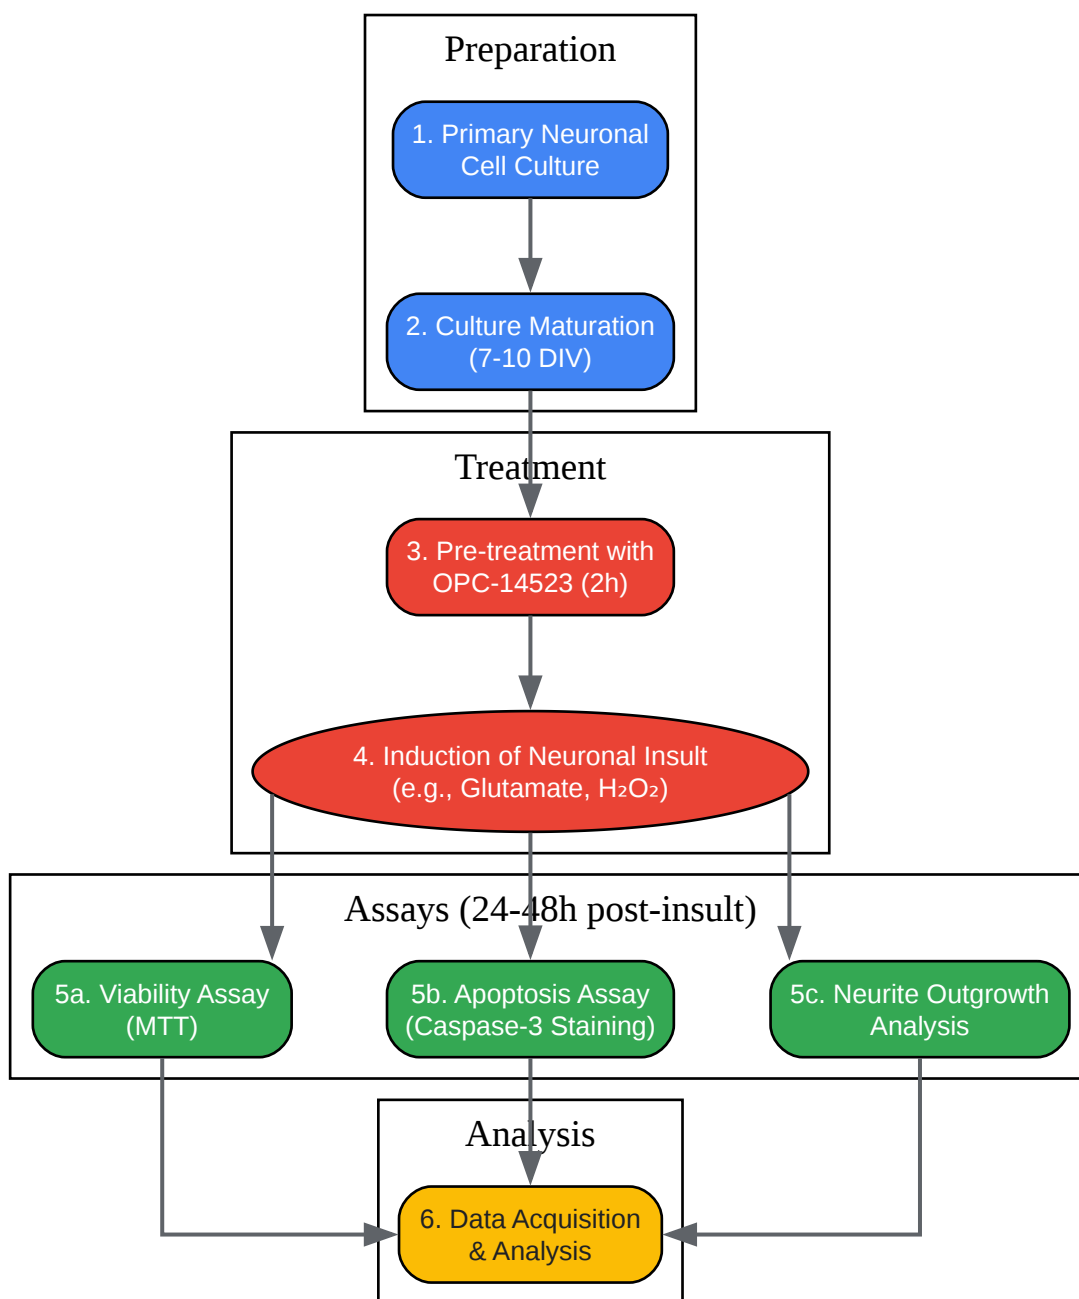 Preparation
1. Primary Neuronal
Cell Culture
2. Culture Maturation
(7-10 DIV)
Treatment
3. Pre-treatment with
OPC-14523 (2h)
4. Induction of Neuronal Insult
(e.g., Glutamate, H₂O₂)
Assays (24-48h post-insult)
5a. Viability Assay
(MTT)
5b. Apoptosis Assay
(Caspase-3 Staining)
5c. Neurite Outgrowth
Analysis
Analysis
6. Data Acquisition
& Analysis